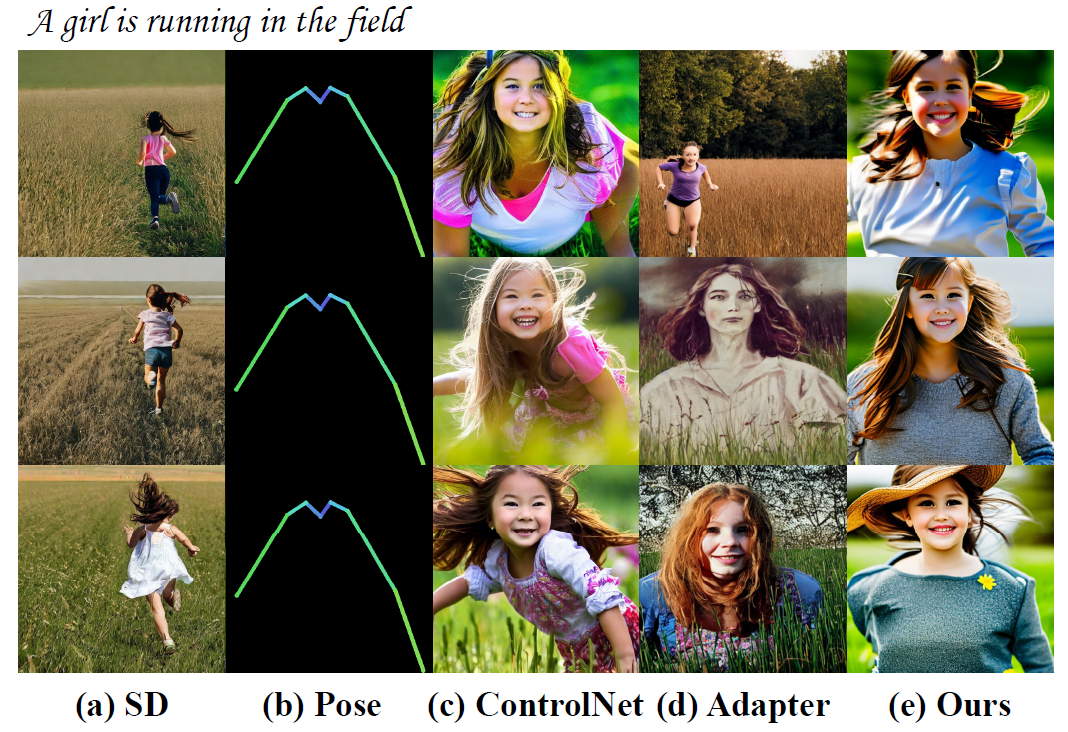 A girl is running in the field
(a) SD (b) Pose (c) ControlNet (d) Adapter (e) Ours